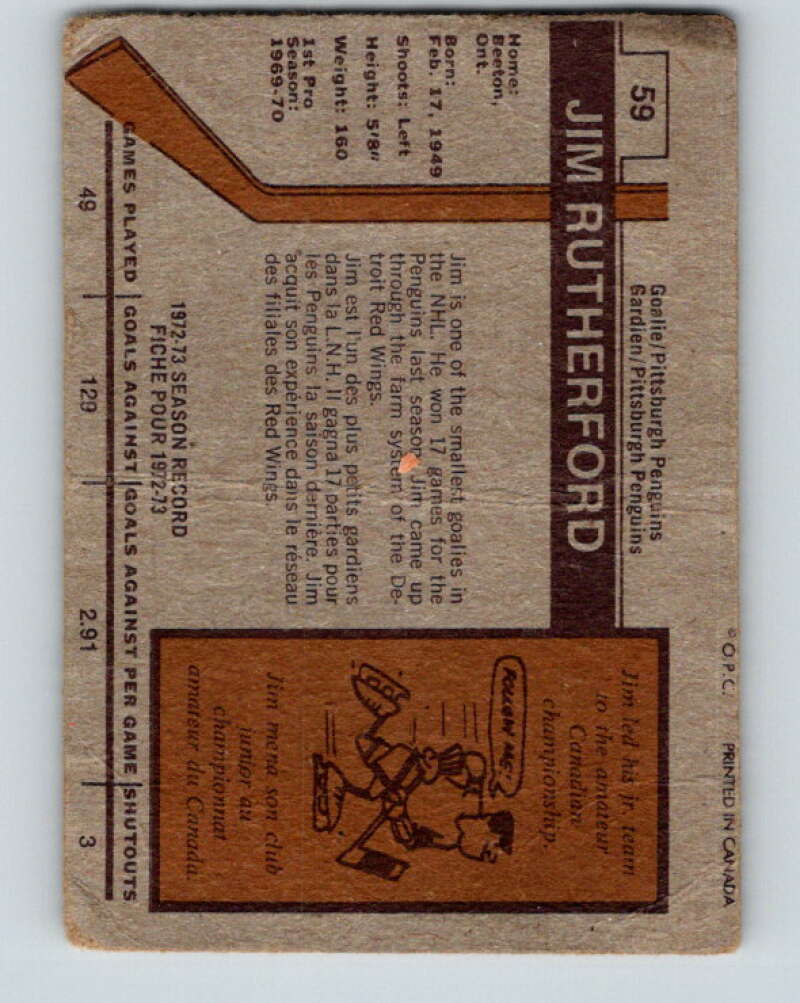 59
Goalie/Pittsburgh Penguins
Gardien/Pittsburgh Penguins
JIM RUTHERFORD
Home:
Beeton,
Ont.
Born:
Feb. 17, 1949
Shoots: Left
Height: 5'8"
Weight: 160
1st Pro
Season:
1969-70
Jim is one of the smallest goalies in
the NHL. He won 17 games for the
Penguins last season. Jim came up
through the farm system of the De-
troit Red Wings.
Jim est l'un des plus petits gardiens
dans la L.N.H. Il gagna 17 parties pour
les Penguins la saison dernière. Jim
acquit son expérience dans le réseau
des filiales des Red Wings.
© O.P.C. PRINTED IN CANADA
Jim led his jr. team
to the amateur
Canadian
championship.
FOLLOW ME!
Jim mena son club
junior au
championnat
amateur du Canada.
1972-73 SEASON RECORD
FICHE POUR 1972-73
GAMES PLAYED GOALS AGAINST GOALS AGAINST PER GAME SHUTOUTS
49 129 2.91 3